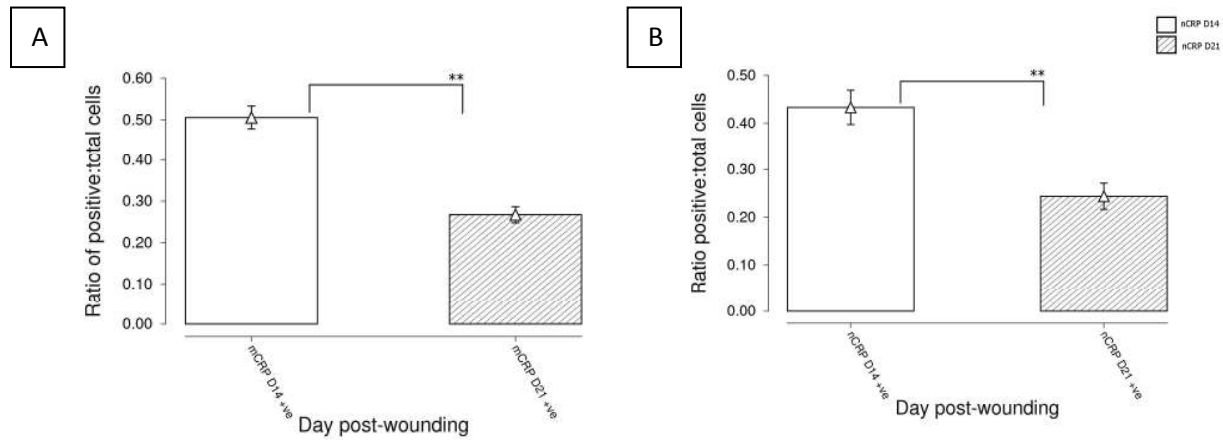 A
Ratio of positive:total cells
0.60
0.50
0.40
0.30
0.20
0.10
0.00
**
mCRP D14 +ve
mCRP D21 +ve
Day post-wounding
B
nCRP D14
nCRP D21
Ratio positive:total cells
0.50
0.40
0.30
0.20
0.10
0.00
**
nCRP D14 +ve
nCRP D21 +ve
Day post-wounding